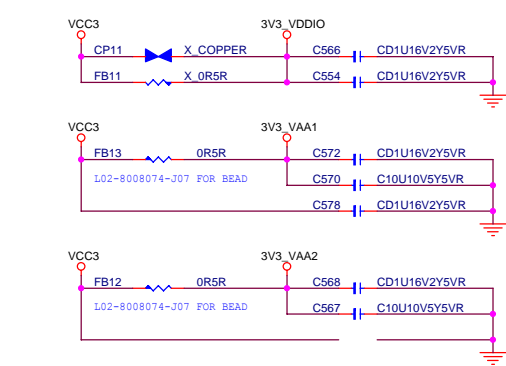 VCC3 3V3_VDDIO
CP11 X_COPPER C566 CD1U16V2Y5VR
FB11 X_0R5R C554 CD1U16V2Y5VR
VCC3 3V3_VAA1
FB13 0R5R C572 CD1U16V2Y5VR
L02-8008074-J07 FOR BEAD C570 C10U10V5Y5VR
C578 CD1U16V2Y5VR
VCC3 3V3_VAA2
FB12 0R5R C568 CD1U16V2Y5VR
L02-8008074-J07 FOR BEAD C567 C10U10V5Y5VR